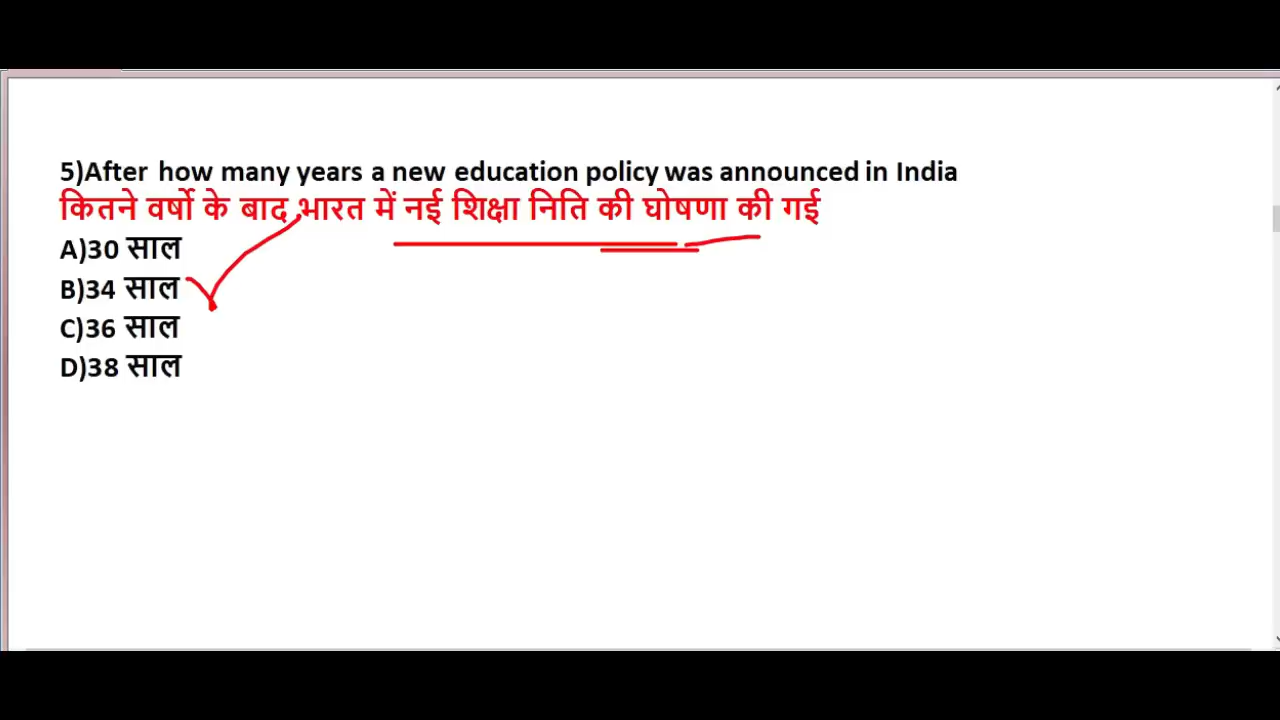 5)After how many years a new education policy was announced in India
कितने वर्षो के बाद भारत में नई शिक्षा निति की घोषणा की गई
A)30 साल
B)34 साल
C)36 साल
D)38 साल